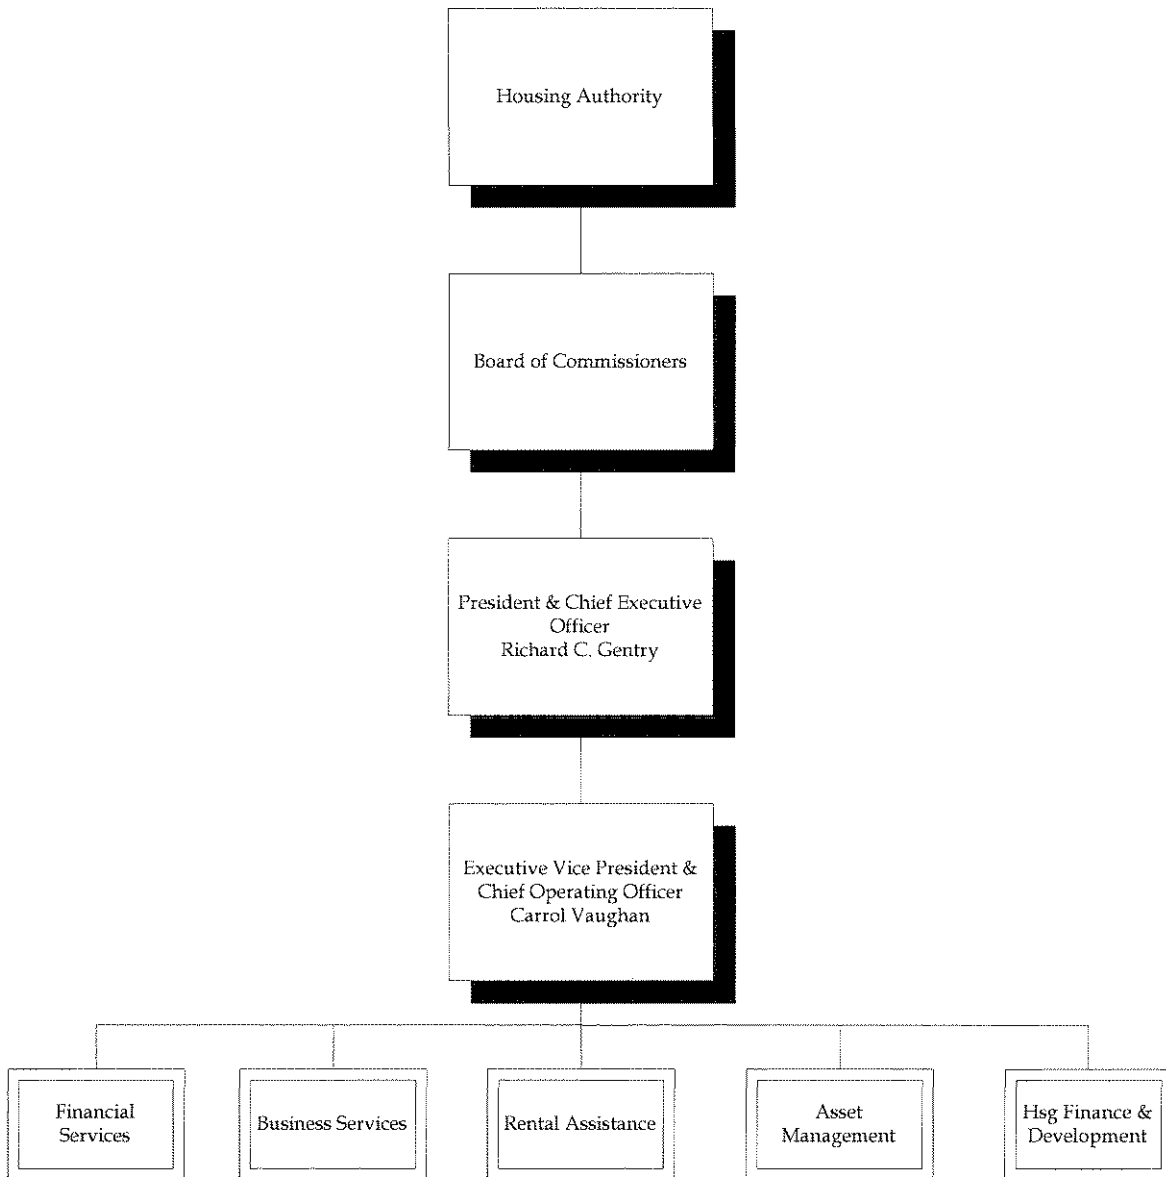 Housing Authority
Board of Commissioners
President & Chief Executive
Officer
Richard C. Gentry
Executive Vice President &
Chief Operating Officer
Carrol Vaughan
Financial
Services
Business Services
Rental Assistance
Asset
Management
Hsg Finance &
Development